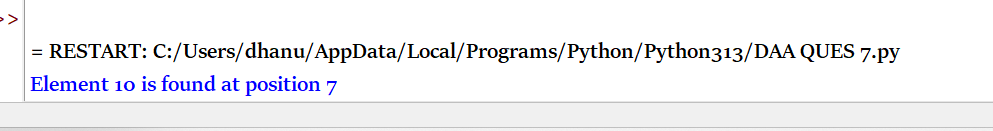 >>
= RESTART: C:/Users/dhanu/AppData/Local/Programs/Python/Python313/DAA QUES 7.py
Element 10 is found at position 7